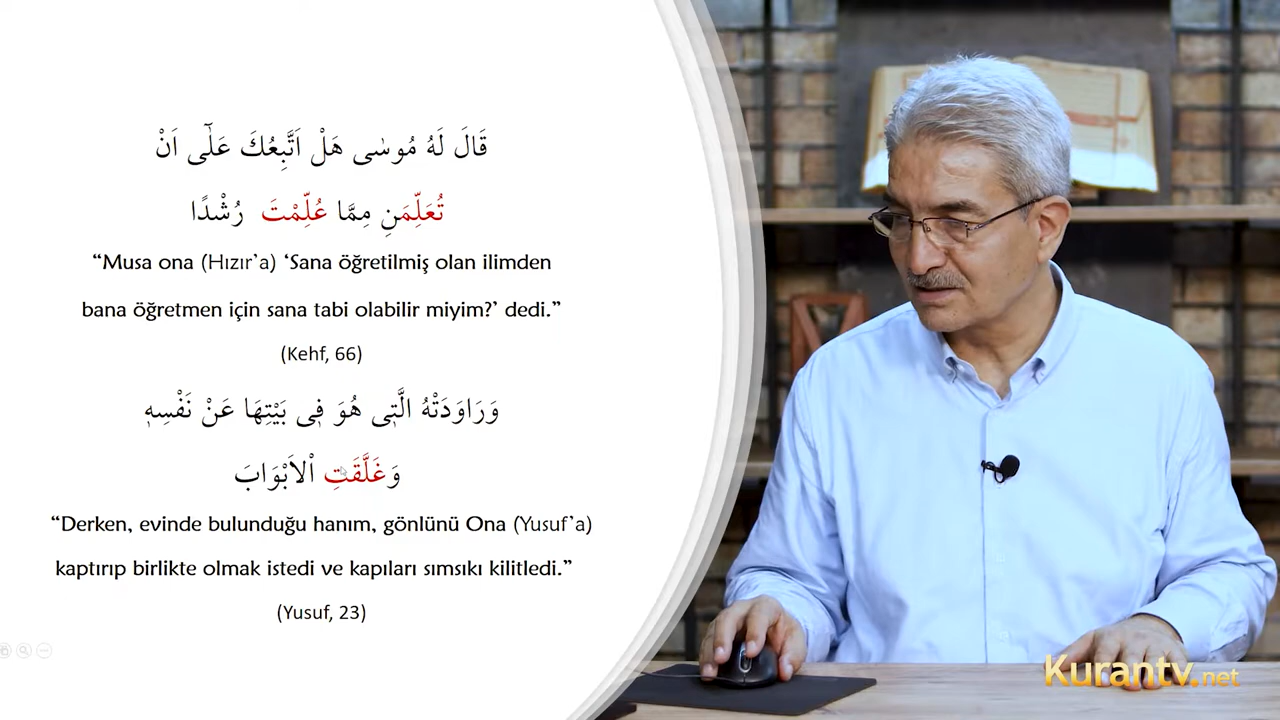 قَالَ لَهُ مُوسٰى هَلْ اَتَّبِعُكَ عَلٰٓى اَنْ
تُعَلِّمَنِ مِمَّا عُلِّمْتَ رُشْدًا
“Musa ona (Hızır’a) ‘Sana öğretilmiş olan ilimden
bana öğretmen için sana tabi olabilir miyim?’ dedi.”
(Kehf, 66)
وَرَاوَدَتْهُ الَّتٖى هُوَ فٖى بَيْتِهَا عَنْ نَفْسِهٖ
وَغَلَّقَتِ اْلاَبْوَابَ
“Derken, evinde bulunduğu hanım, gönlünü Ona (Yusuf’a)
kaptırıp birlikte olmak istedi ve kapıları sımsıkı kilitledi.”
(Yusuf, 23)
Kurantv.net